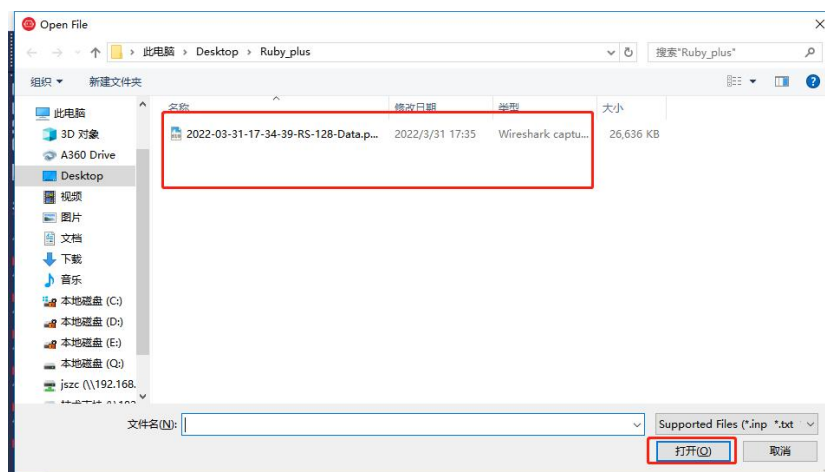 Open File
此电脑 > Desktop > Ruby_plus
搜索"Ruby_plus"
组织 新建文件夹
名称 修改日期 类型 大小
2022-03-31-17-34-39-RS-128-Data.p... 2022/3/31 17:35 Wireshark captu... 26,636 KB
此电脑
3D 对象
A360 Drive
Desktop
视频
图片
文档
下载
音乐
本地磁盘 (C:)
本地磁盘 (D:)
本地磁盘 (E:)
本地磁盘 (Q:)
jszc (\\192.168.
文件名(N):
Supported Files (*.inp *.txt
打开(O) 取消